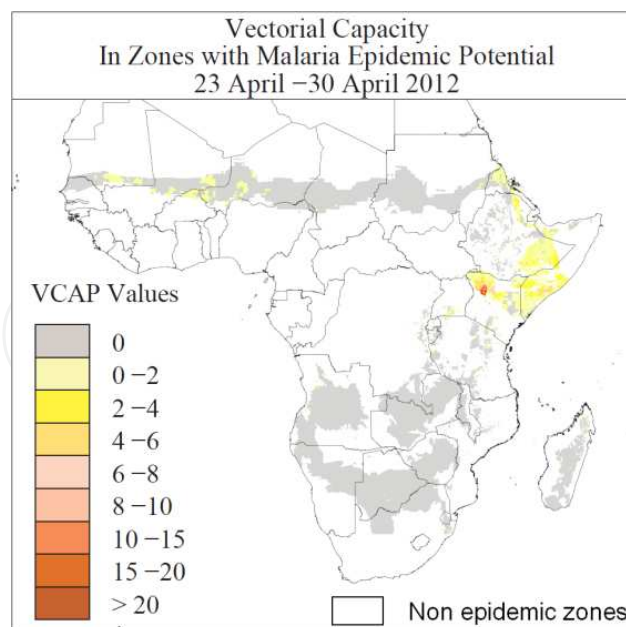 Vectorial Capacity
In Zones with Malaria Epidemic Potential
23 April −30 April 2012
VCAP Values
0
0 −2
2 −4
4 −6
6 −8
8 −10
10 −15
15 −20
> 20
Non epidemic zones